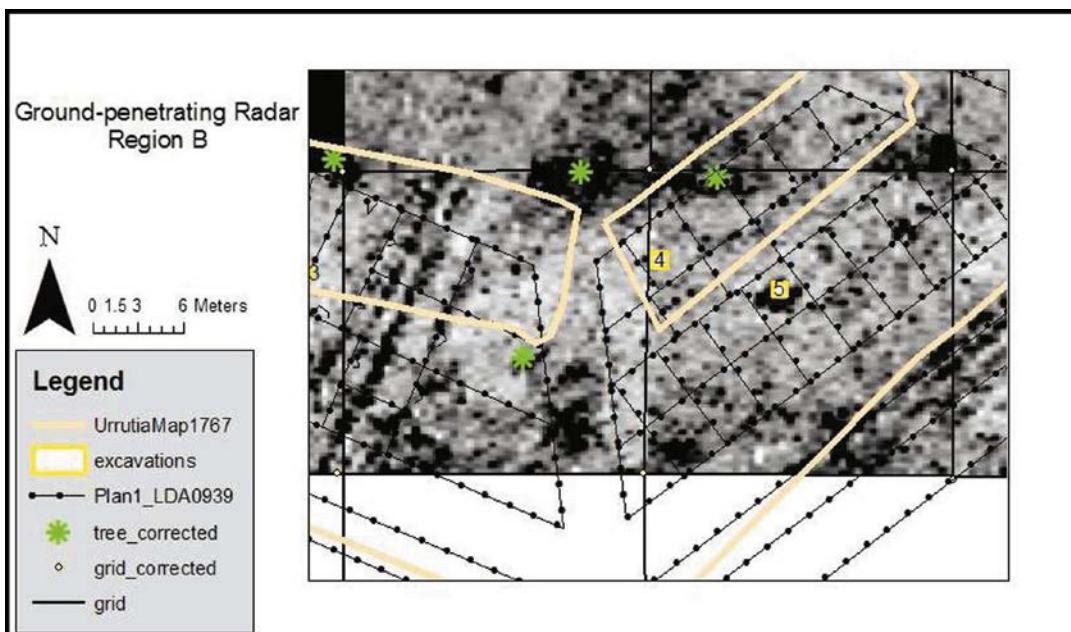 Ground-penetrating Radar
Region B
N
0 1.5 3 6 Meters
Legend
UrrutiaMap1767
excavations
Plan1_LDA0939
tree_corrected
grid_corrected
grid
3
4
5